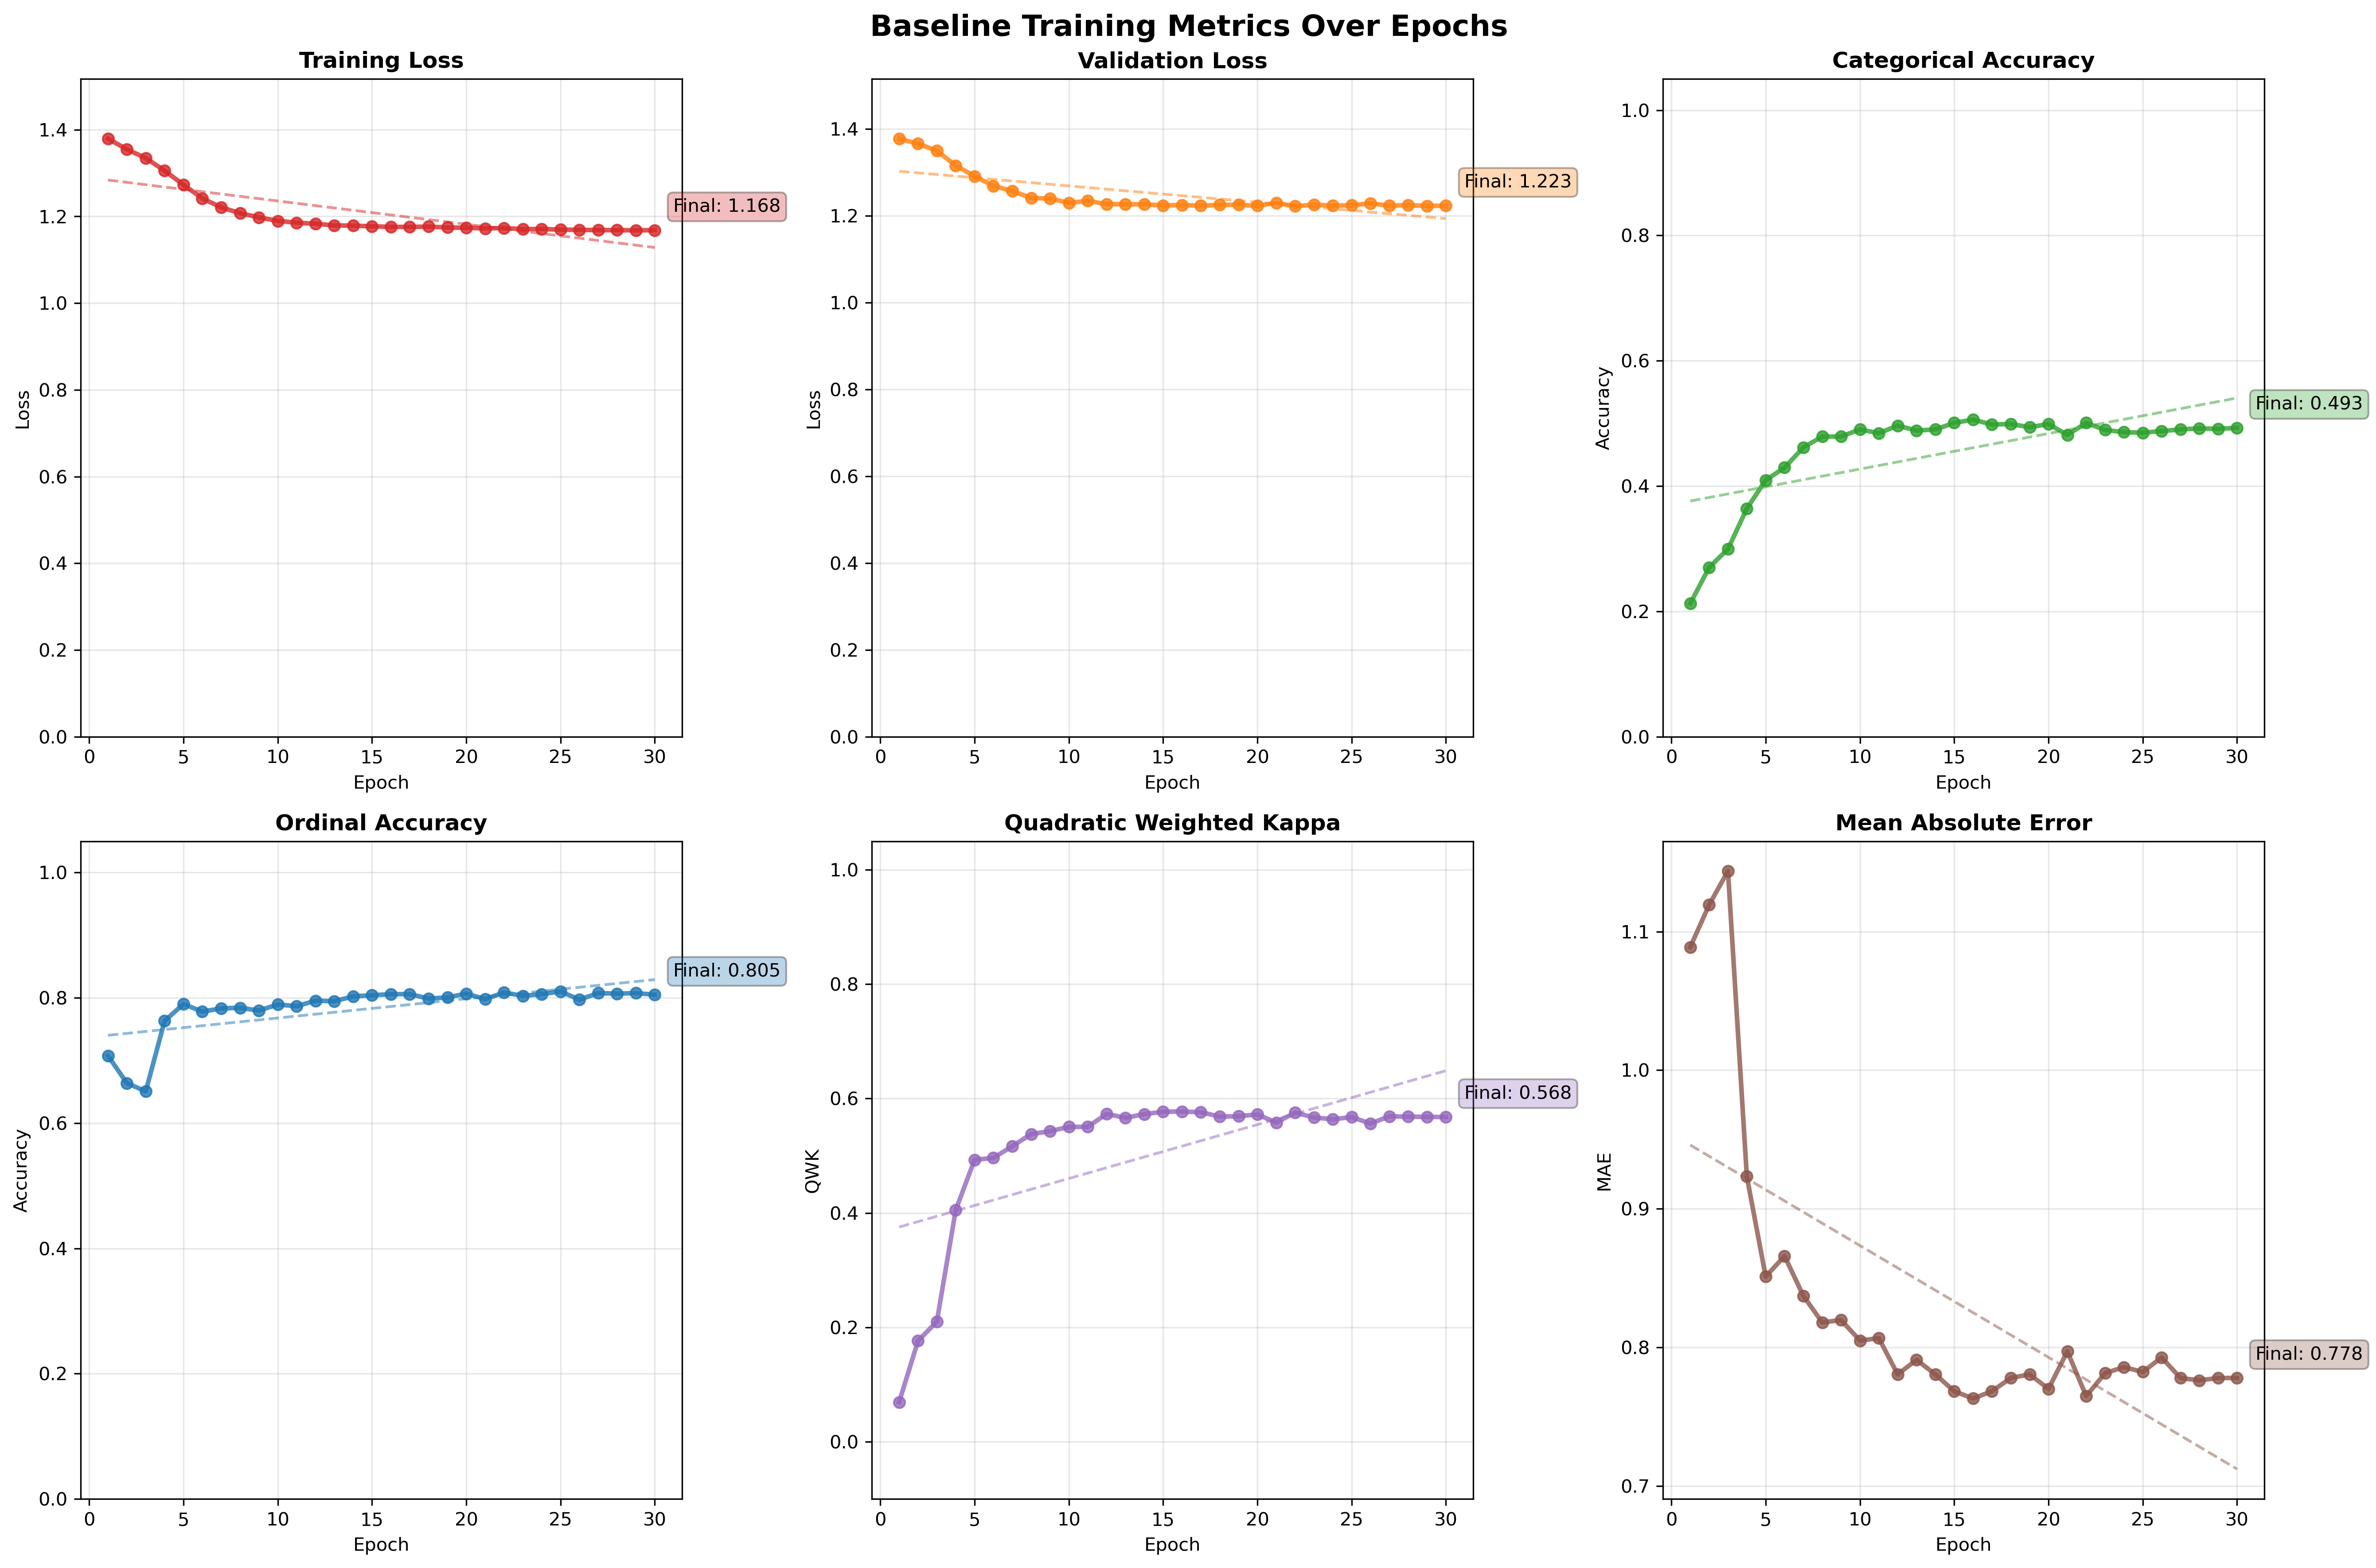 Baseline Training Metrics Over Epochs
Training Loss
1.4
1.2
1.0
0.8
0.6
0.4
0.2
0.0
Loss
0 5 10 15 20 25 30
Epoch
Final: 1.168
Validation Loss
1.4
1.2
1.0
0.8
0.6
0.4
0.2
0.0
Loss
0 5 10 15 20 25 30
Epoch
Final: 1.223
Categorical Accuracy
1.0
0.8
0.6
0.4
0.2
0.0
Accuracy
0 5 10 15 20 25 30
Epoch
Final: 0.493
Ordinal Accuracy
1.0
0.8
0.6
0.4
0.2
0.0
Accuracy
0 5 10 15 20 25 30
Epoch
Final: 0.805
Quadratic Weighted Kappa
1.0
0.8
0.6
0.4
0.2
0.0
QWK
0 5 10 15 20 25 30
Epoch
Final: 0.568
Mean Absolute Error
1.1
1.0
0.9
0.8
0.7
MAE
0 5 10 15 20 25 30
Epoch
Final: 0.778